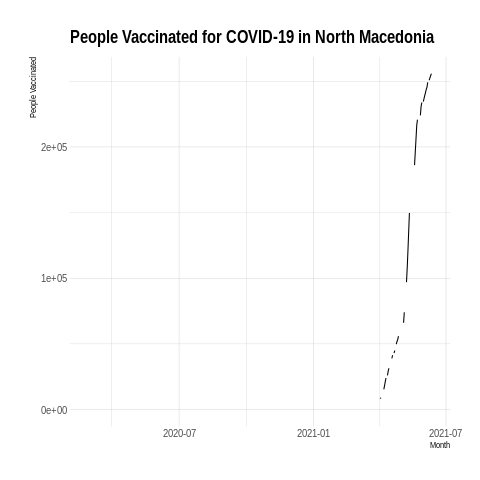 People Vaccinated for COVID-19 in North Macedonia
People Vaccinated
2e+05
1e+05
0e+00
2020-07
2021-01
2021-07
Month